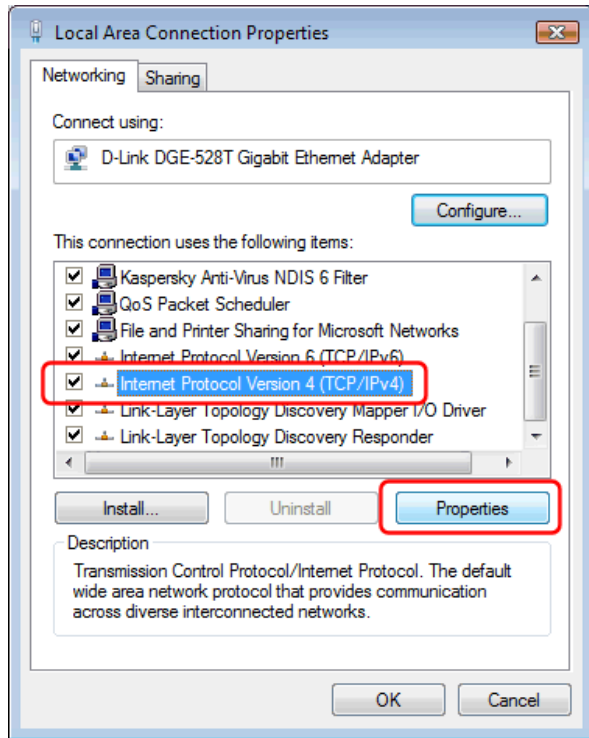 Local Area Connection Properties
Networking
Sharing
Connect using:
D-Link DGE-528T Gigabit Ethernet Adapter
Configure...
This connection uses the following items:
Kaspersky Anti-Virus NDIS 6 Filter
QoS Packet Scheduler
File and Printer Sharing for Microsoft Networks
Internet Protocol Version 6 (TCP/IPv6)
Internet Protocol Version 4 (TCP/IPv4)
Link-Layer Topology Discovery Mapper I/O Driver
Link-Layer Topology Discovery Responder
Install...
Uninstall
Properties
Description
Transmission Control Protocol/Internet Protocol. The default
wide area network protocol that provides communication
across diverse interconnected networks.
OK
Cancel